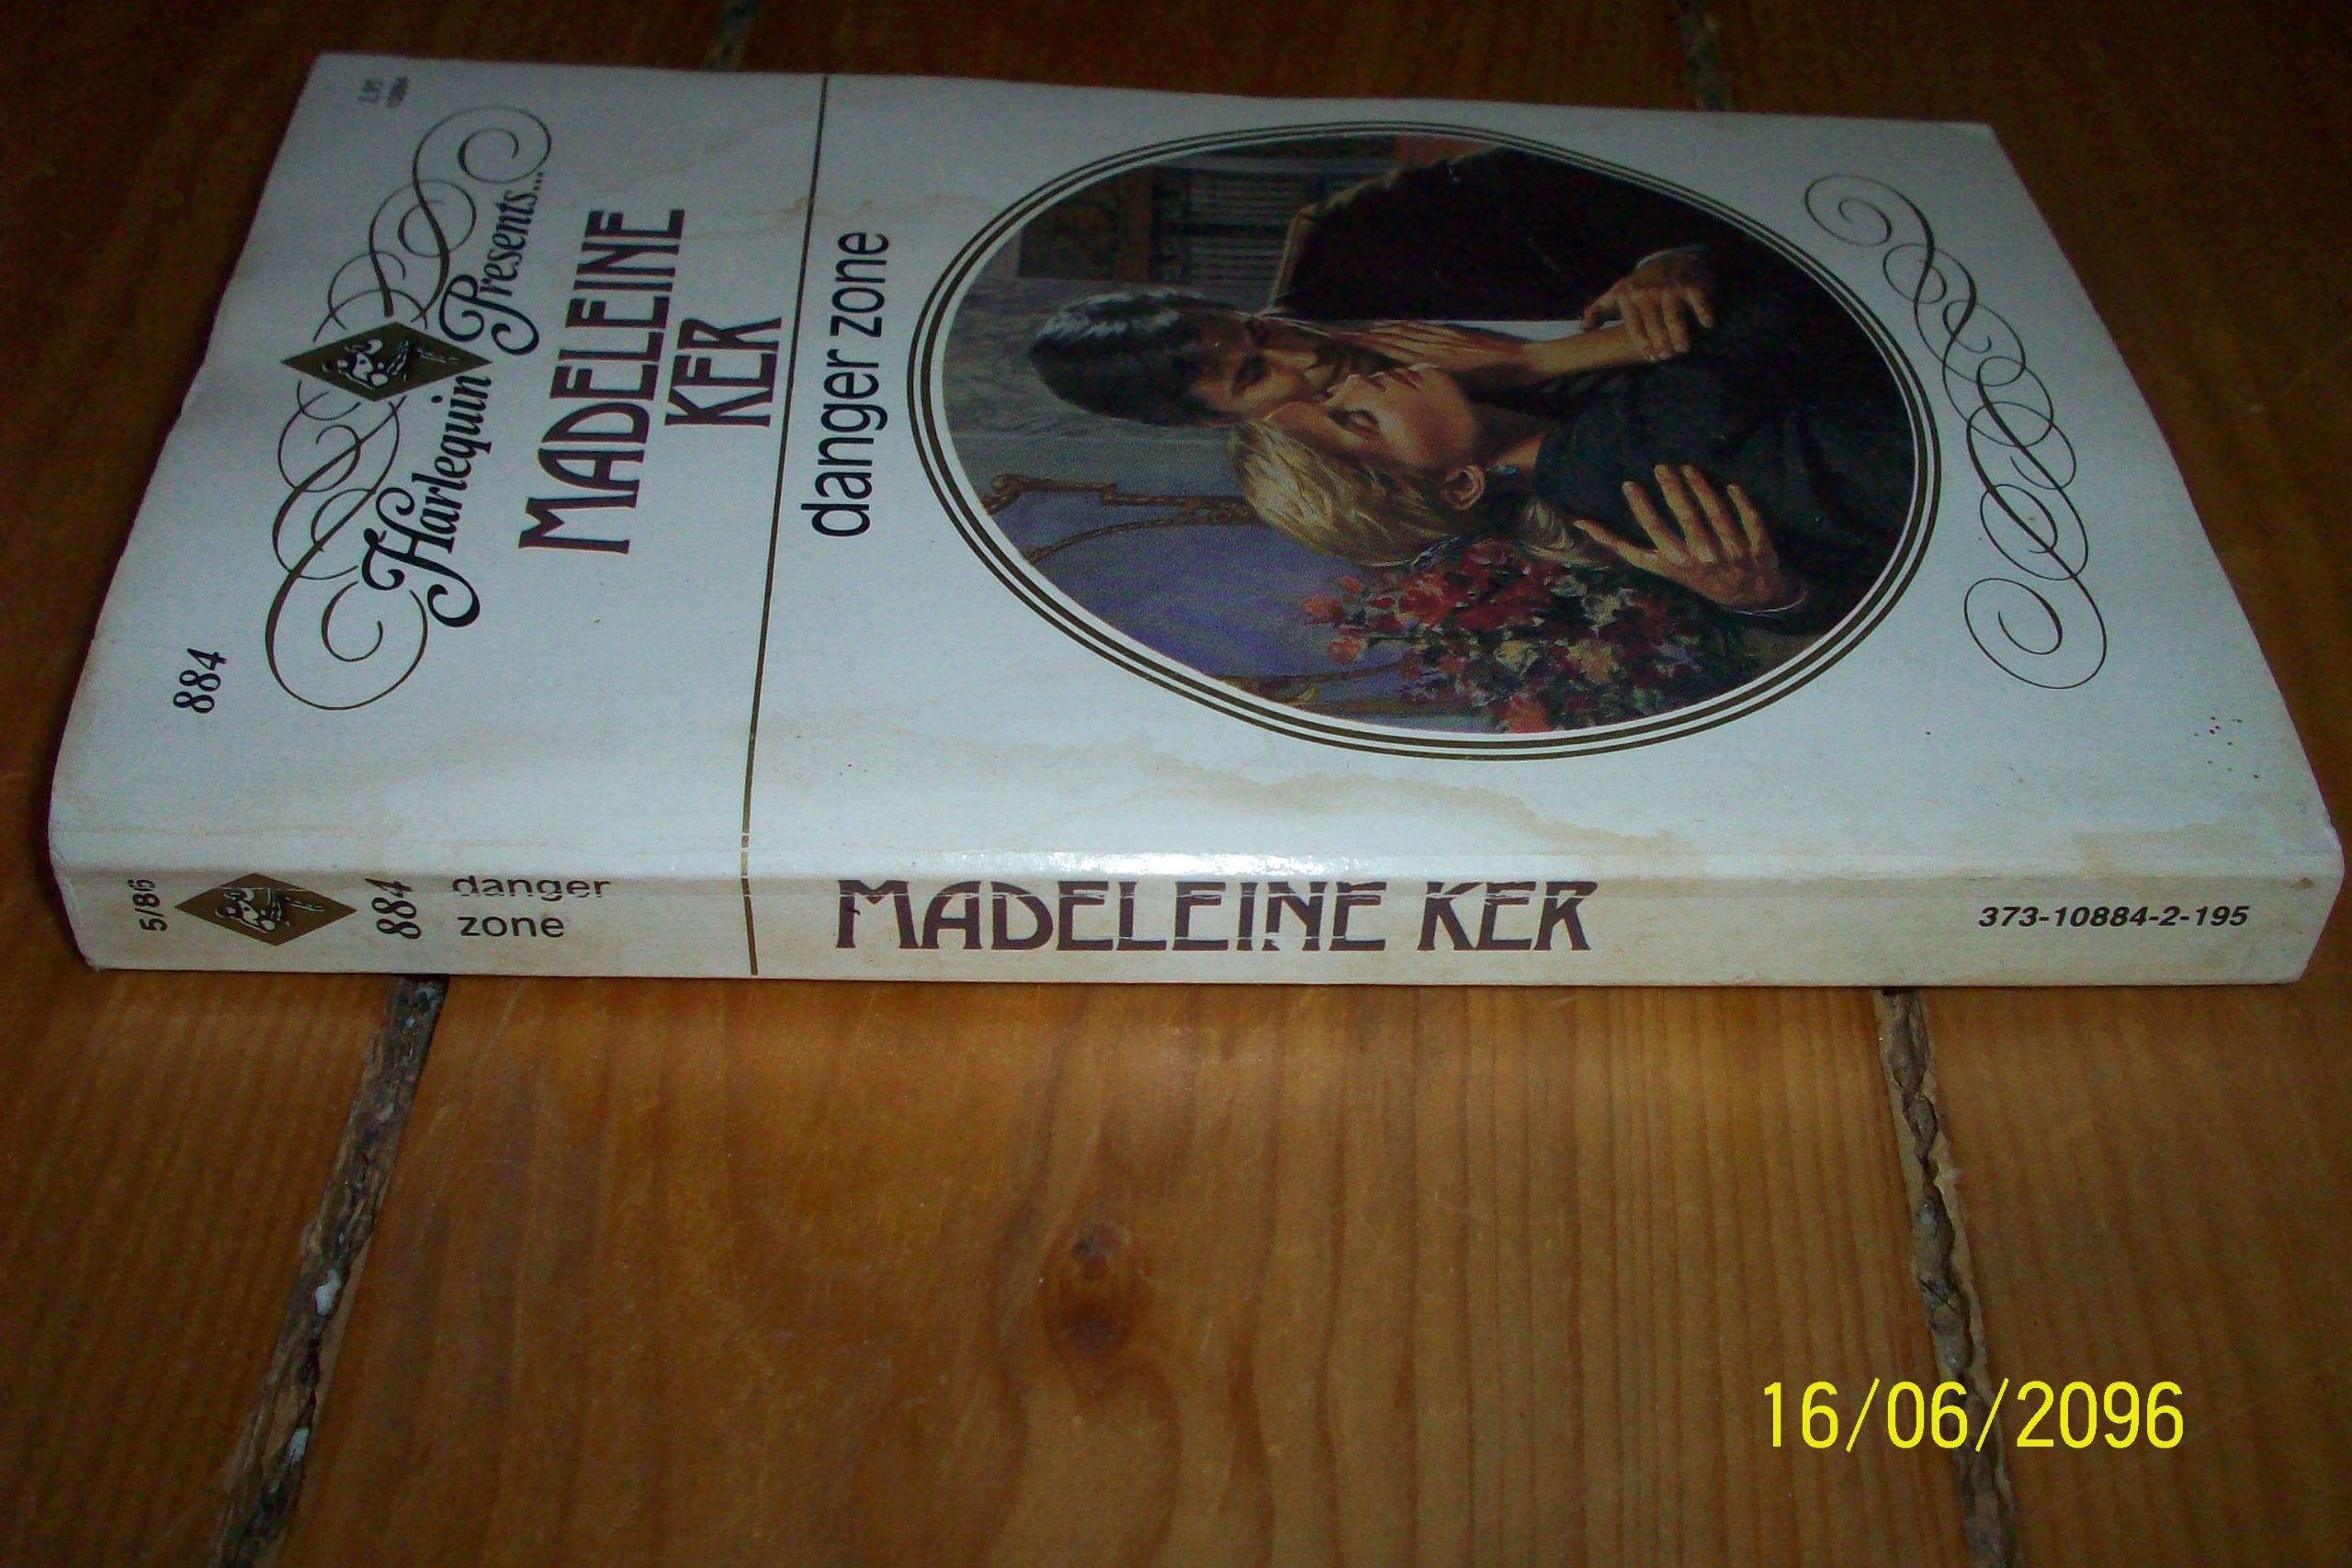 884
Harlequin Presents...
MADELEINE
KER
danger zone
5/86
884
danger
zone
MADELEINE KER
373-10884-2-195
16/06/2096